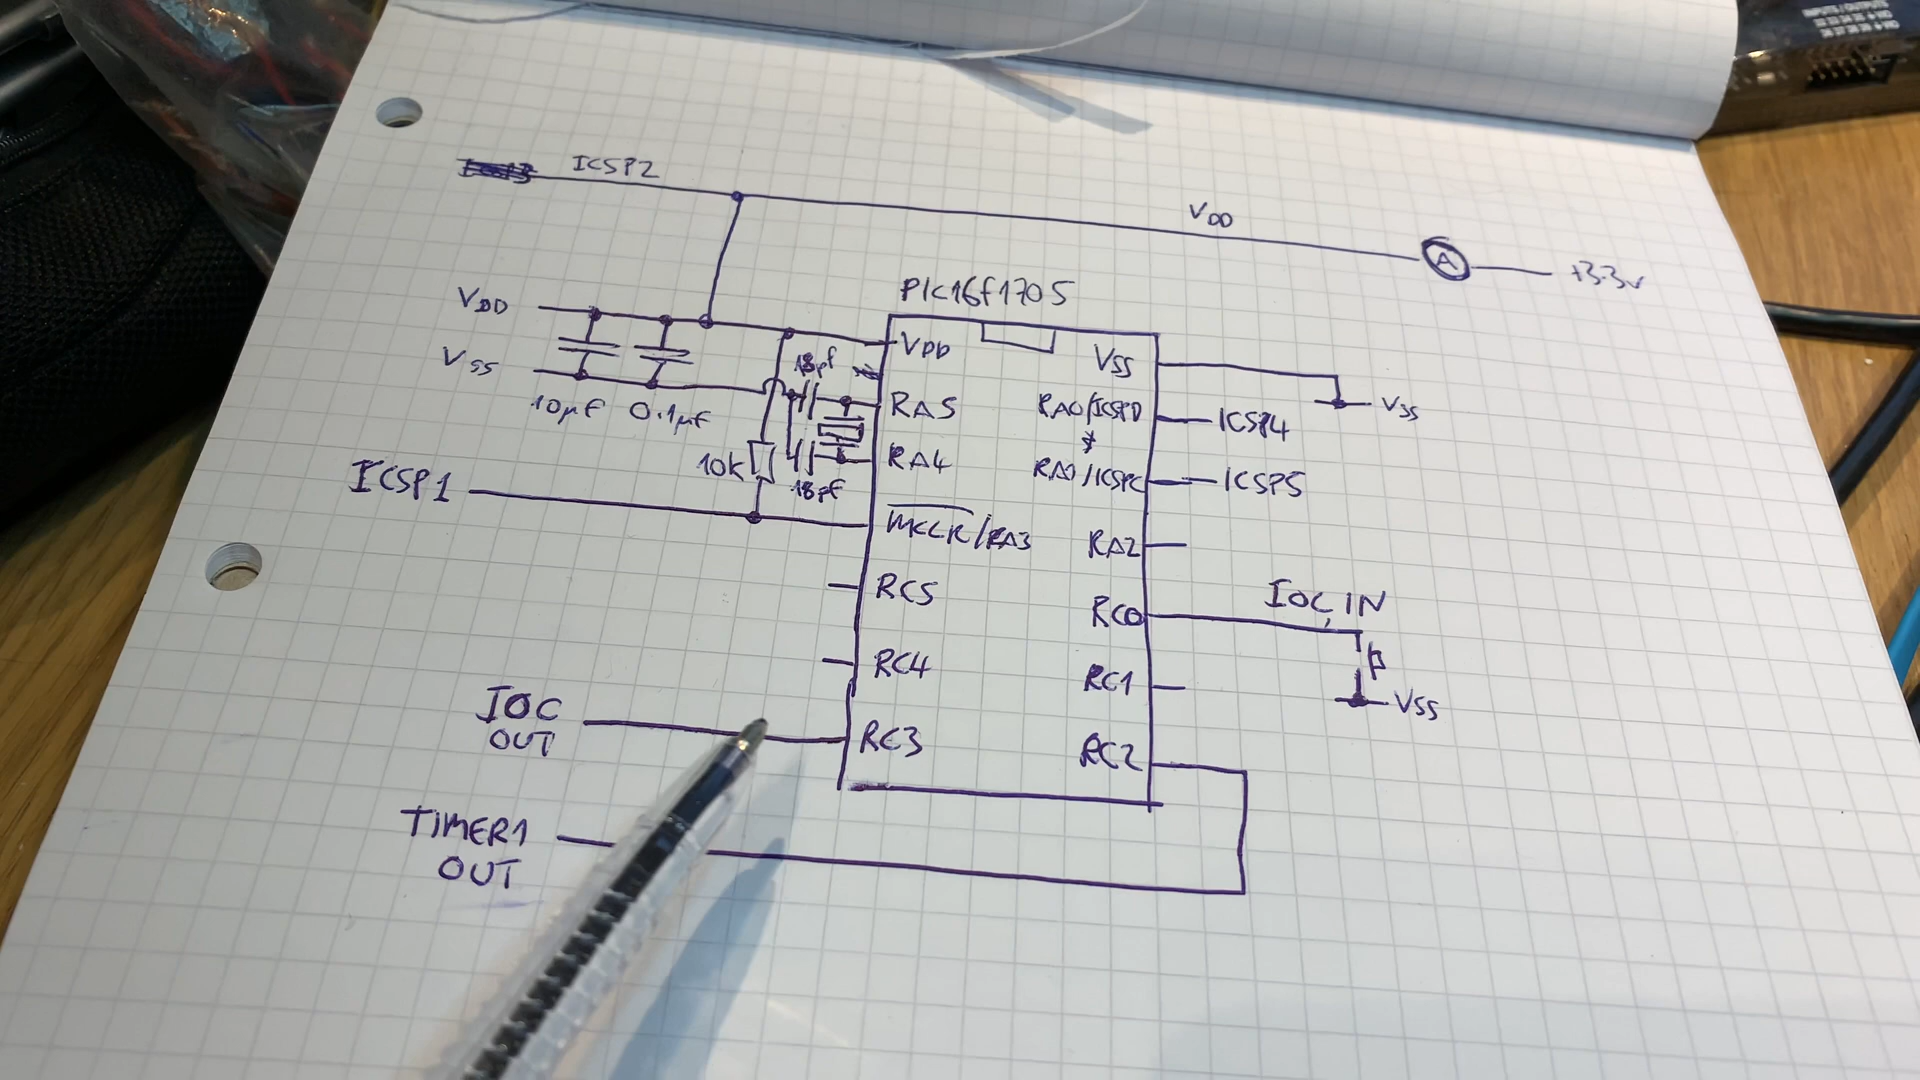 ICSP2
VDD
A
+3.3v
PIC16f1705
VDD
VSS
10µf 0.1µf
18pf
10k
18pf
ICSP1
VDD
RA5
RA4
MCLR/RA3
RC5
RC4
RC3
VSS
RA0/ICSPD
RA0/ICSPC
RA2
RC0
RC1
RC2
VSS
ICSP4
ICSP5
IOC IN
VSS
IOC
OUT
TIMER1
OUT